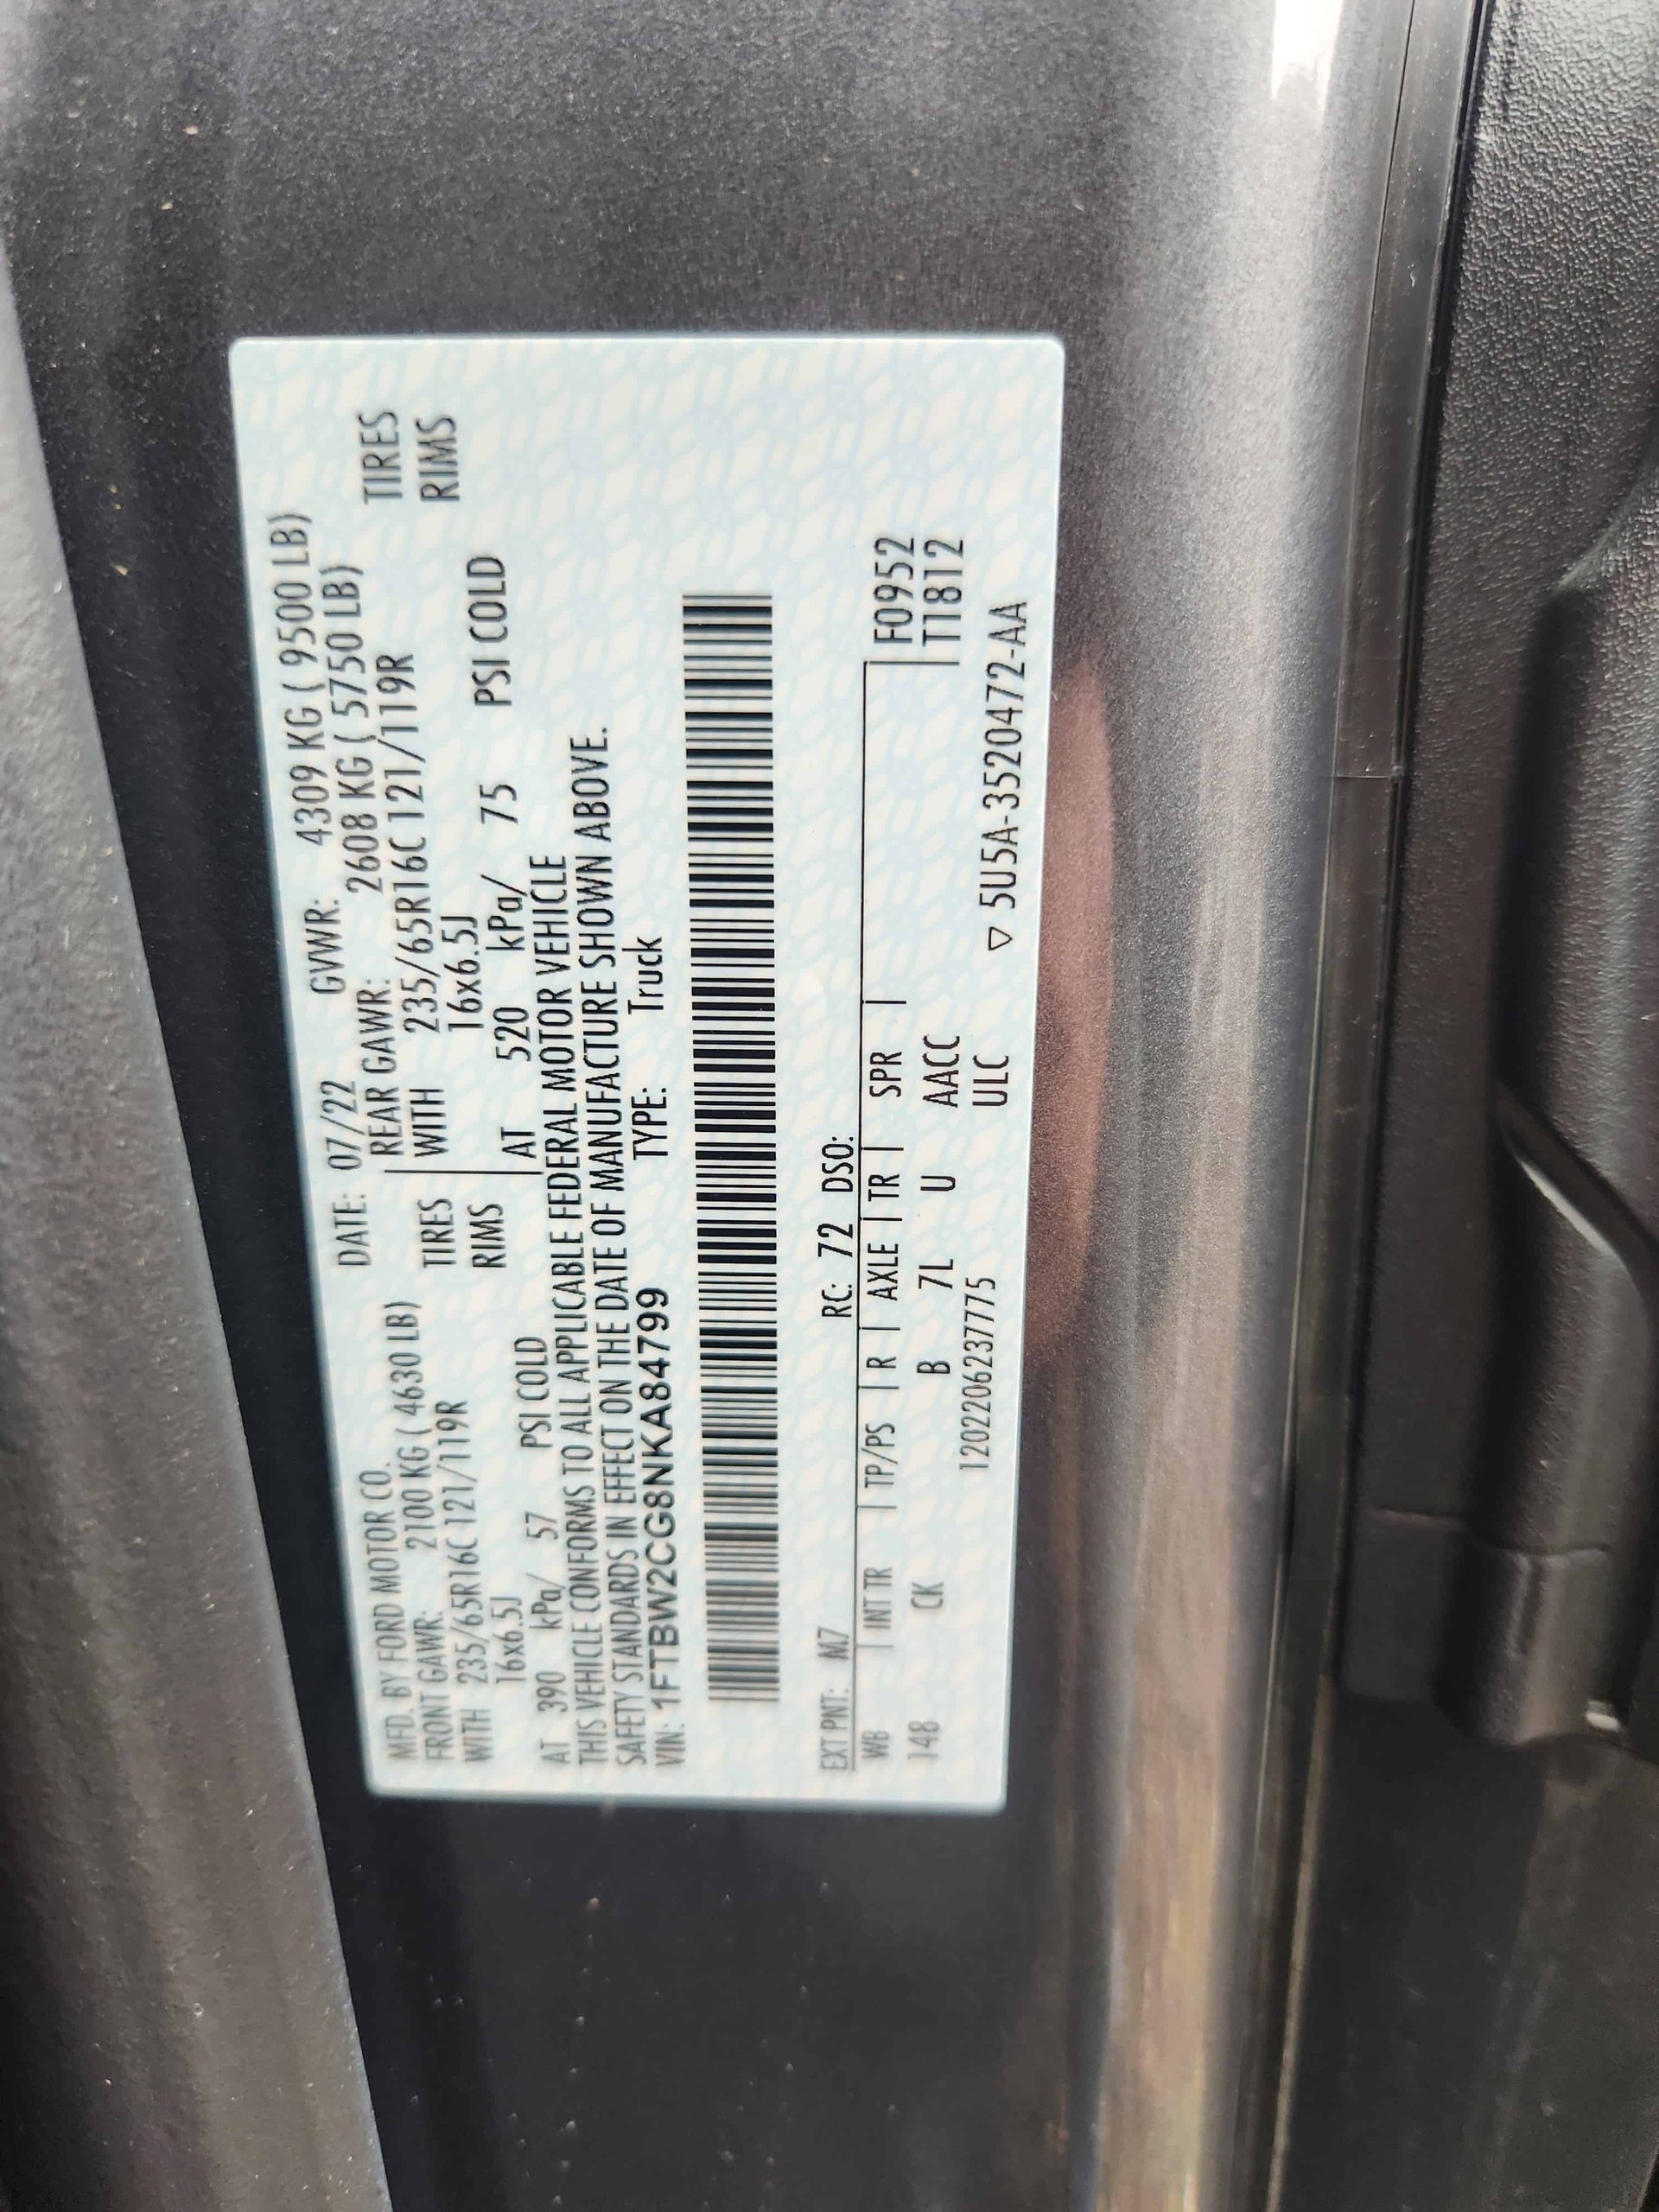 MFD. BY FORD MOTOR CO. DATE: 07/22 GVWR: 4309 KG ( 9500 LB)
FRONT GAWR: 2100 KG ( 4630 LB) REAR GAWR: 2608 KG ( 5750 LB)
WITH 235/65R16C 121/119R TIRES WITH 235/65R16C 121/119R TIRES
16x6.5J RIMS 16x6.5J RIMS
AT 390 kPa/ 57 PSI COLD AT 520 kPa/ 75 PSI COLD
THIS VEHICLE CONFORMS TO ALL APPLICABLE FEDERAL MOTOR VEHICLE
SAFETY STANDARDS IN EFFECT ON THE DATE OF MANUFACTURE SHOWN ABOVE.
VIN: 1FTBW2CG8NKA84799 TYPE: Truck
EXT PNT: M7 RC: 72 DSO:
WB | INT TR | TP/PS | R | AXLE | TR | SPR | F0952
148 CK B 7L U AACC T1812
1202206237775 ULC ▽ 5U5A-3520472-AA